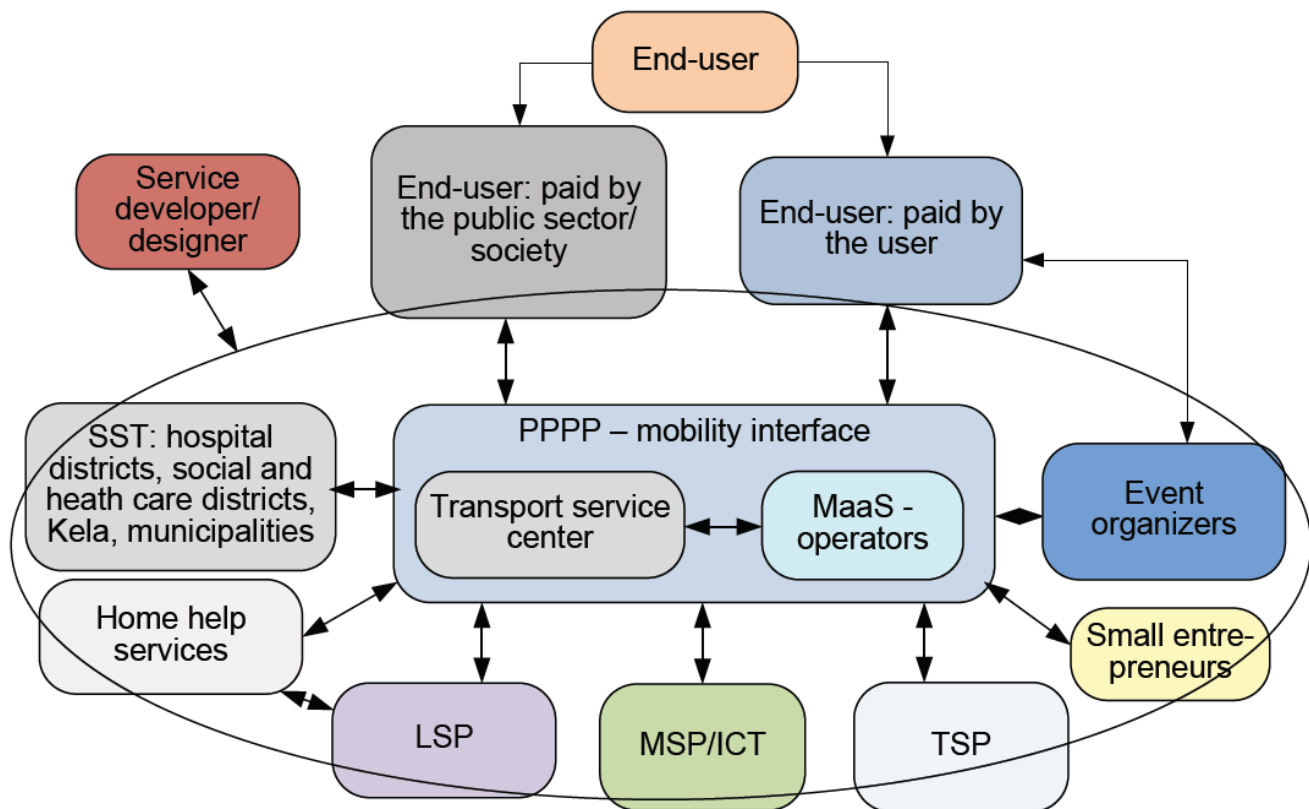 End-user
Service
developer/
designer
End-user: paid by
the public sector/
society
End-user: paid by
the user
SST: hospital
districts, social and
heath care districts,
Kela, municipalities
PPPP – mobility interface
Transport service
center
MaaS -
operators
Event
organizers
Home help
services
Small entre-
preneurs
LSP
MSP/ICT
TSP